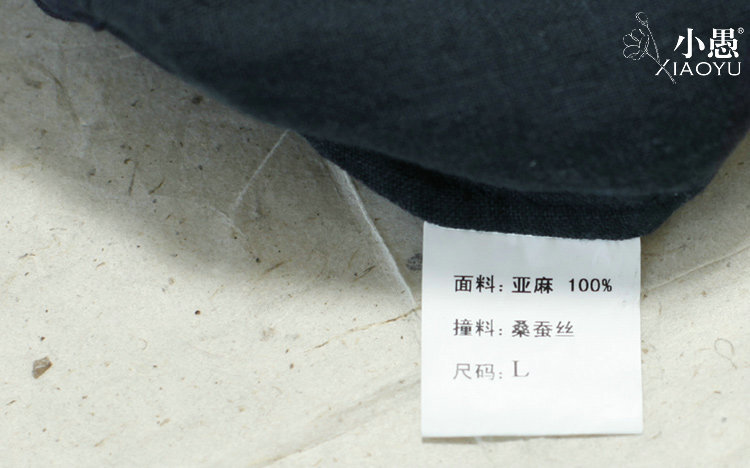 小愚®
XIAOYU
面料: 亚麻 100%
撞料: 桑蚕丝
尺码: L